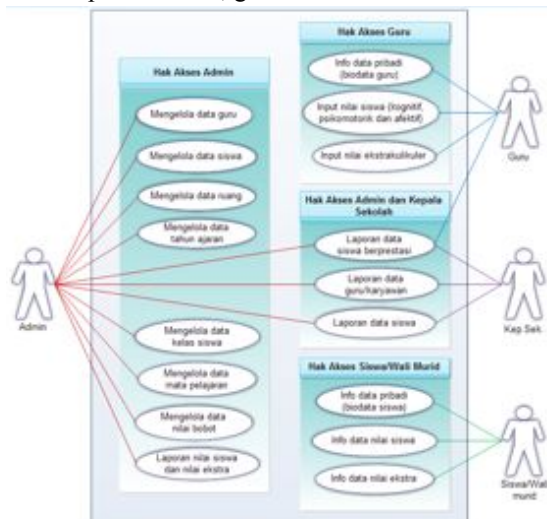 Hak Akses Admin
Mengelola data guru
Mengelola data siswa
Mengelola data ruang
Mengelola data
tahun ajaran
Mengelola data
kelas siswa
Mengelola data
mata pelajaran
Mengelola data
nilai bobot
Laporan nilai siswa
dan nilai ekstra
Admin
Hak Akses Guru
Info data pribadi
(biodata guru)
Input nilai siswa (kognitif,
psikomotorik dan afektif)
Input nilai ekstrakulikuler
Guru
Hak Akses Admin dan Kepala
Sekolah
Laporan data
siswa berprestasi
Laporan data
guru/karyawan
Laporan data siswa
Kep.Sek
Hak Akses Siswa/Wali Murid
Info data pribadi
(biodata siswa)
Info data nilai siswa
Info data nilai ekstra
Siswa/Wali
murid